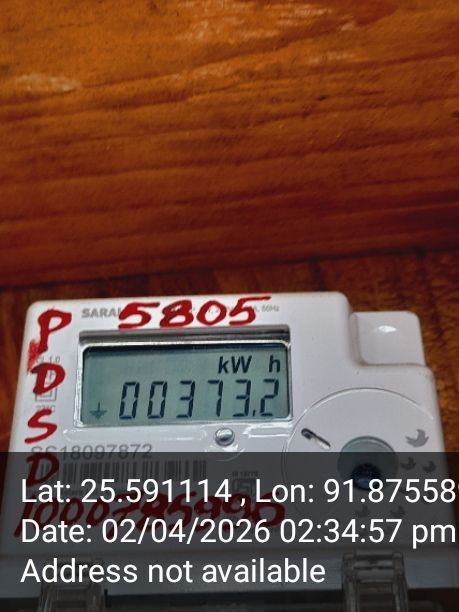 5805
P
D
S
D
kW h
00373.2
SS18007872
Lat: 25.591114 , Lon: 91.87558
Date: 02/04/2026 02:34:57 pm
Address not available